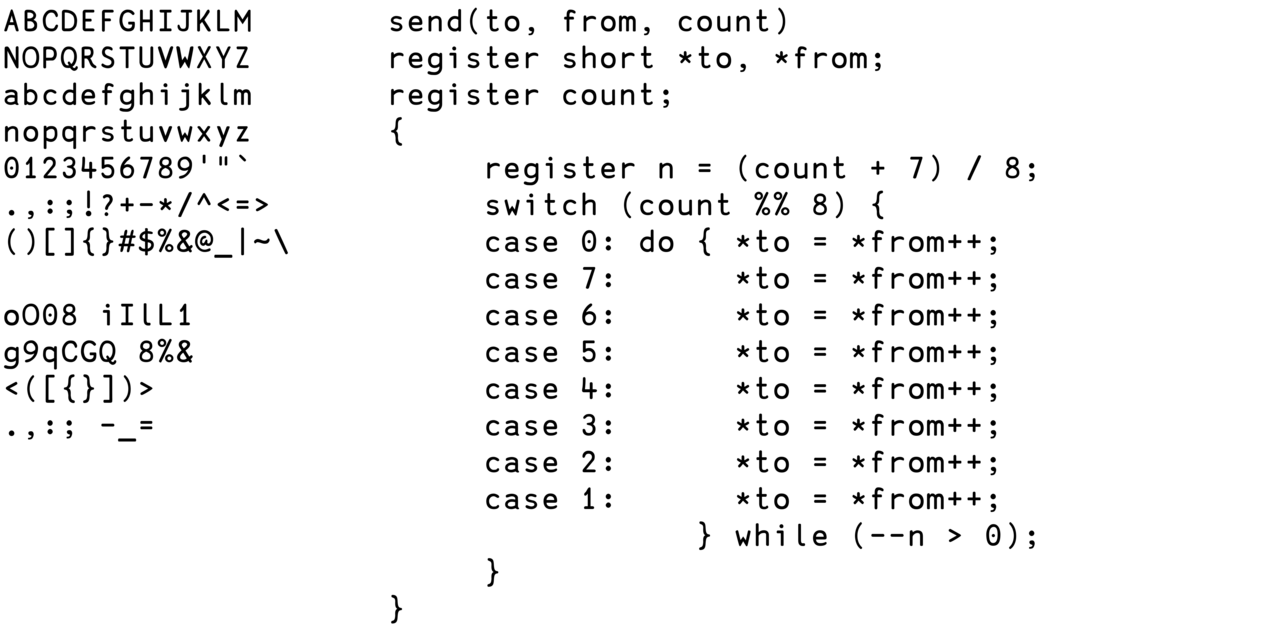 ABCDEFGHIJKLM
NOPQRSTUVWXYZ
abcdefghijklm
nopqrstuvwxyz
0123456789'"`
.,:;!?+-*/^<=>
()[]{}#$%&@_|~\
oO08 iIlL1
g9qCGQ 8%&
<([{}])>
.,:; -_=
send(to, from, count)
register short *to, *from;
register count;
{
     register n = (count + 7) / 8;
     switch (count %% 8) {
     case 0: do { *to = *from++;
     case 7:      *to = *from++;
     case 6:      *to = *from++;
     case 5:      *to = *from++;
     case 4:      *to = *from++;
     case 3:      *to = *from++;
     case 2:      *to = *from++;
     case 1:      *to = *from++;
                } while (--n > 0);
     }
}